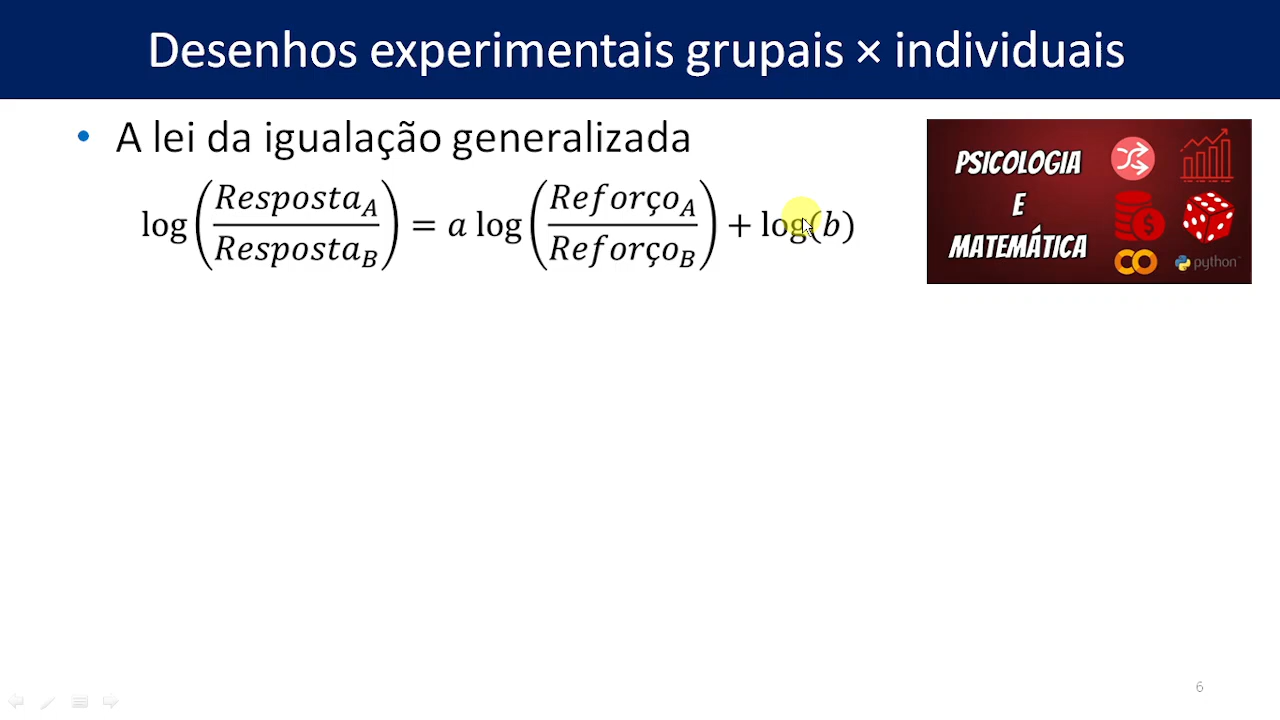 Desenhos experimentais grupais × individuais
• A lei da igualação generalizada
log(Resposta_A / Resposta_B) = a log(Reforço_A / Reforço_B) + log(b)
PSICOLOGIA
E
MATEMÁTICA
python
6